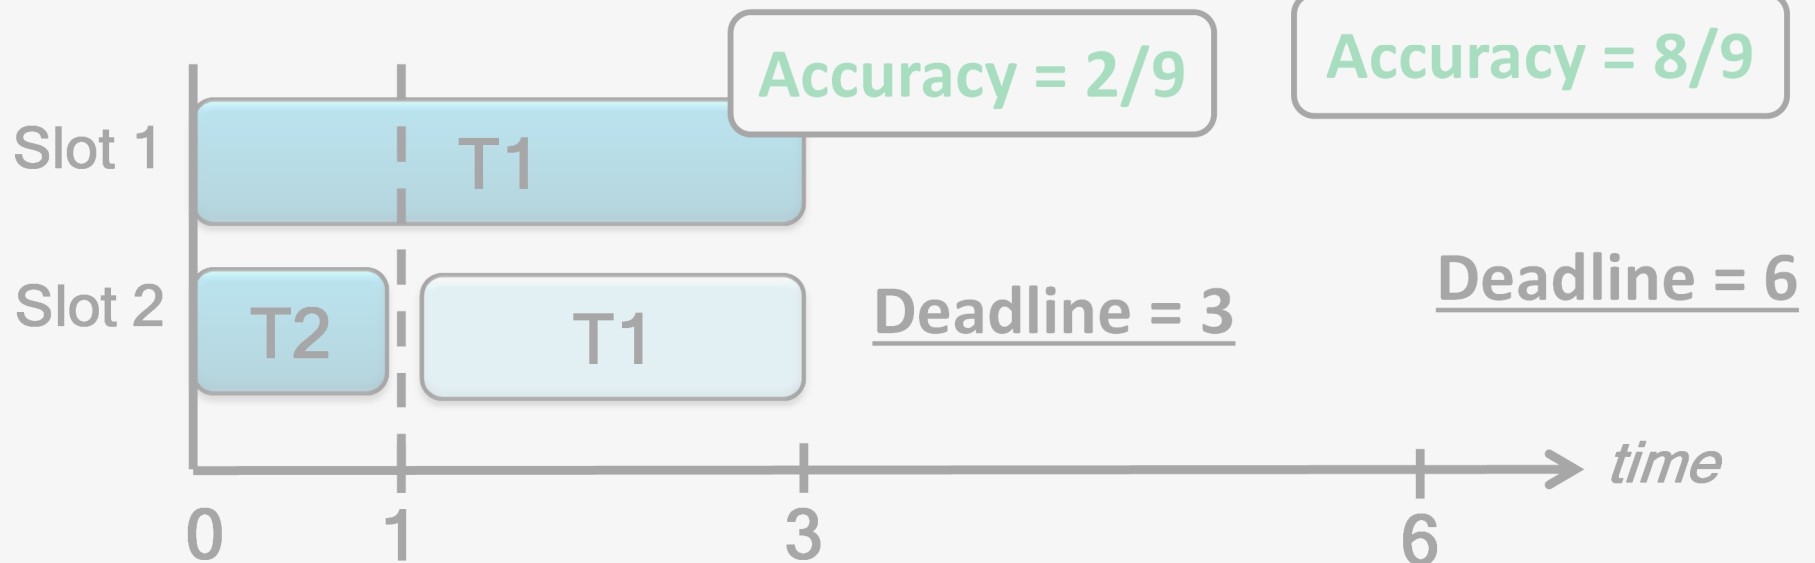 Accuracy = 2/9
Accuracy = 8/9
Slot 1
T1
Slot 2
T2
T1
Deadline = 3
Deadline = 6
time
0
1
3
6